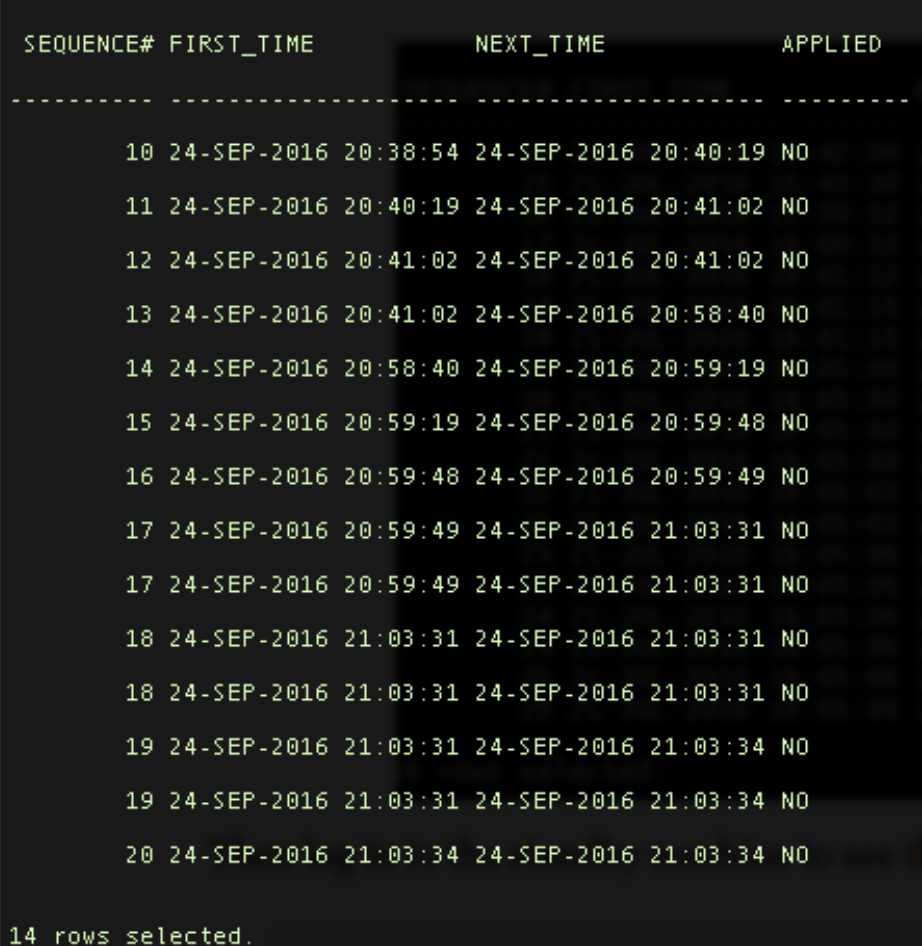 SEQUENCE# FIRST_TIME NEXT_TIME APPLIED
---------- -------------------- -------------------- ---------
10 24-SEP-2016 20:38:54 24-SEP-2016 20:40:19 NO
11 24-SEP-2016 20:40:19 24-SEP-2016 20:41:02 NO
12 24-SEP-2016 20:41:02 24-SEP-2016 20:41:02 NO
13 24-SEP-2016 20:41:02 24-SEP-2016 20:58:40 NO
14 24-SEP-2016 20:58:40 24-SEP-2016 20:59:19 NO
15 24-SEP-2016 20:59:19 24-SEP-2016 20:59:48 NO
16 24-SEP-2016 20:59:48 24-SEP-2016 20:59:49 NO
17 24-SEP-2016 20:59:49 24-SEP-2016 21:03:31 NO
17 24-SEP-2016 20:59:49 24-SEP-2016 21:03:31 NO
18 24-SEP-2016 21:03:31 24-SEP-2016 21:03:31 NO
18 24-SEP-2016 21:03:31 24-SEP-2016 21:03:31 NO
19 24-SEP-2016 21:03:31 24-SEP-2016 21:03:34 NO
19 24-SEP-2016 21:03:31 24-SEP-2016 21:03:34 NO
20 24-SEP-2016 21:03:34 24-SEP-2016 21:03:34 NO
14 rows selected.